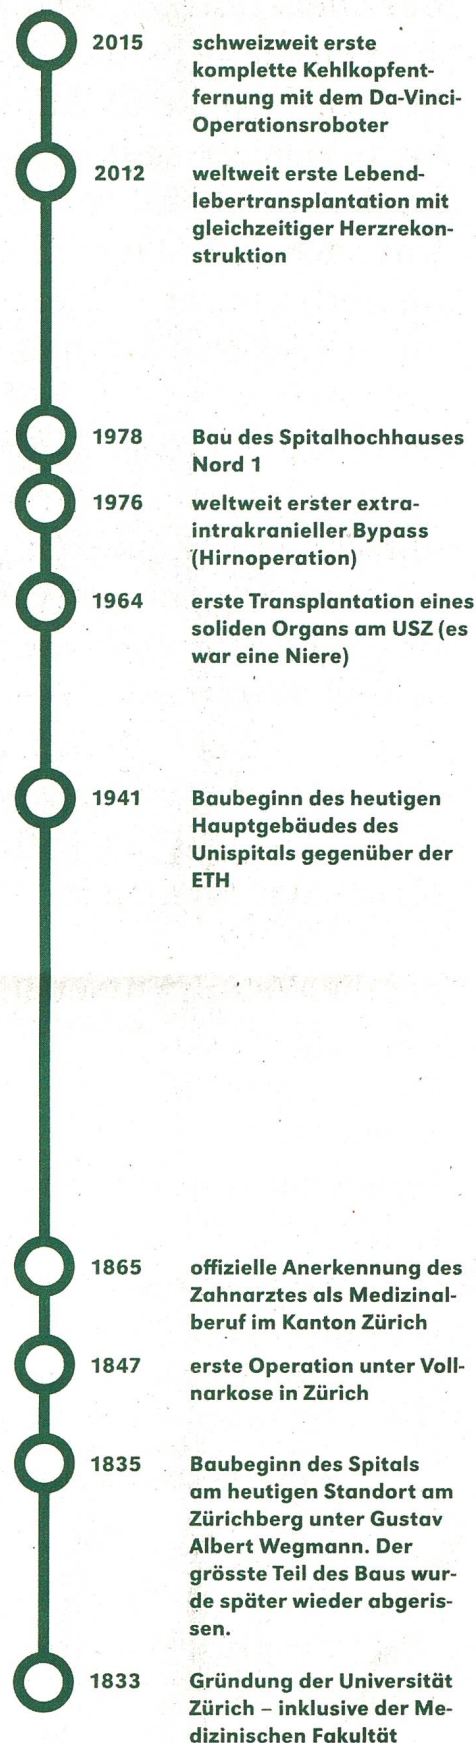 2015 schweizweit erste
komplette Kehlkopfent-
fernung mit dem Da-Vinci-
Operationsroboter
2012 weltweit erste Lebend-
lebertransplantation mit
gleichzeitiger Herzrekon-
struktion
1978 Bau des Spitalhochhauses
Nord 1
1976 weltweit erster extra-
intrakranieller Bypass
(Hirnoperation)
1964 erste Transplantation eines
soliden Organs am USZ (es
war eine Niere)
1941 Baubeginn des heutigen
Hauptgebäudes des
Unispitals gegenüber der
ETH
1865 offizielle Anerkennung des
Zahnarztes als Medizinal-
beruf im Kanton Zürich
1847 erste Operation unter Voll-
narkose in Zürich
1835 Baubeginn des Spitals
am heutigen Standort am
Zürichberg unter Gustav
Albert Wegmann. Der
grösste Teil des Baus wur-
de später wieder abgeris-
sen.
1833 Gründung der Universität
Zürich – inklusive der Me-
dizinischen Fakultät